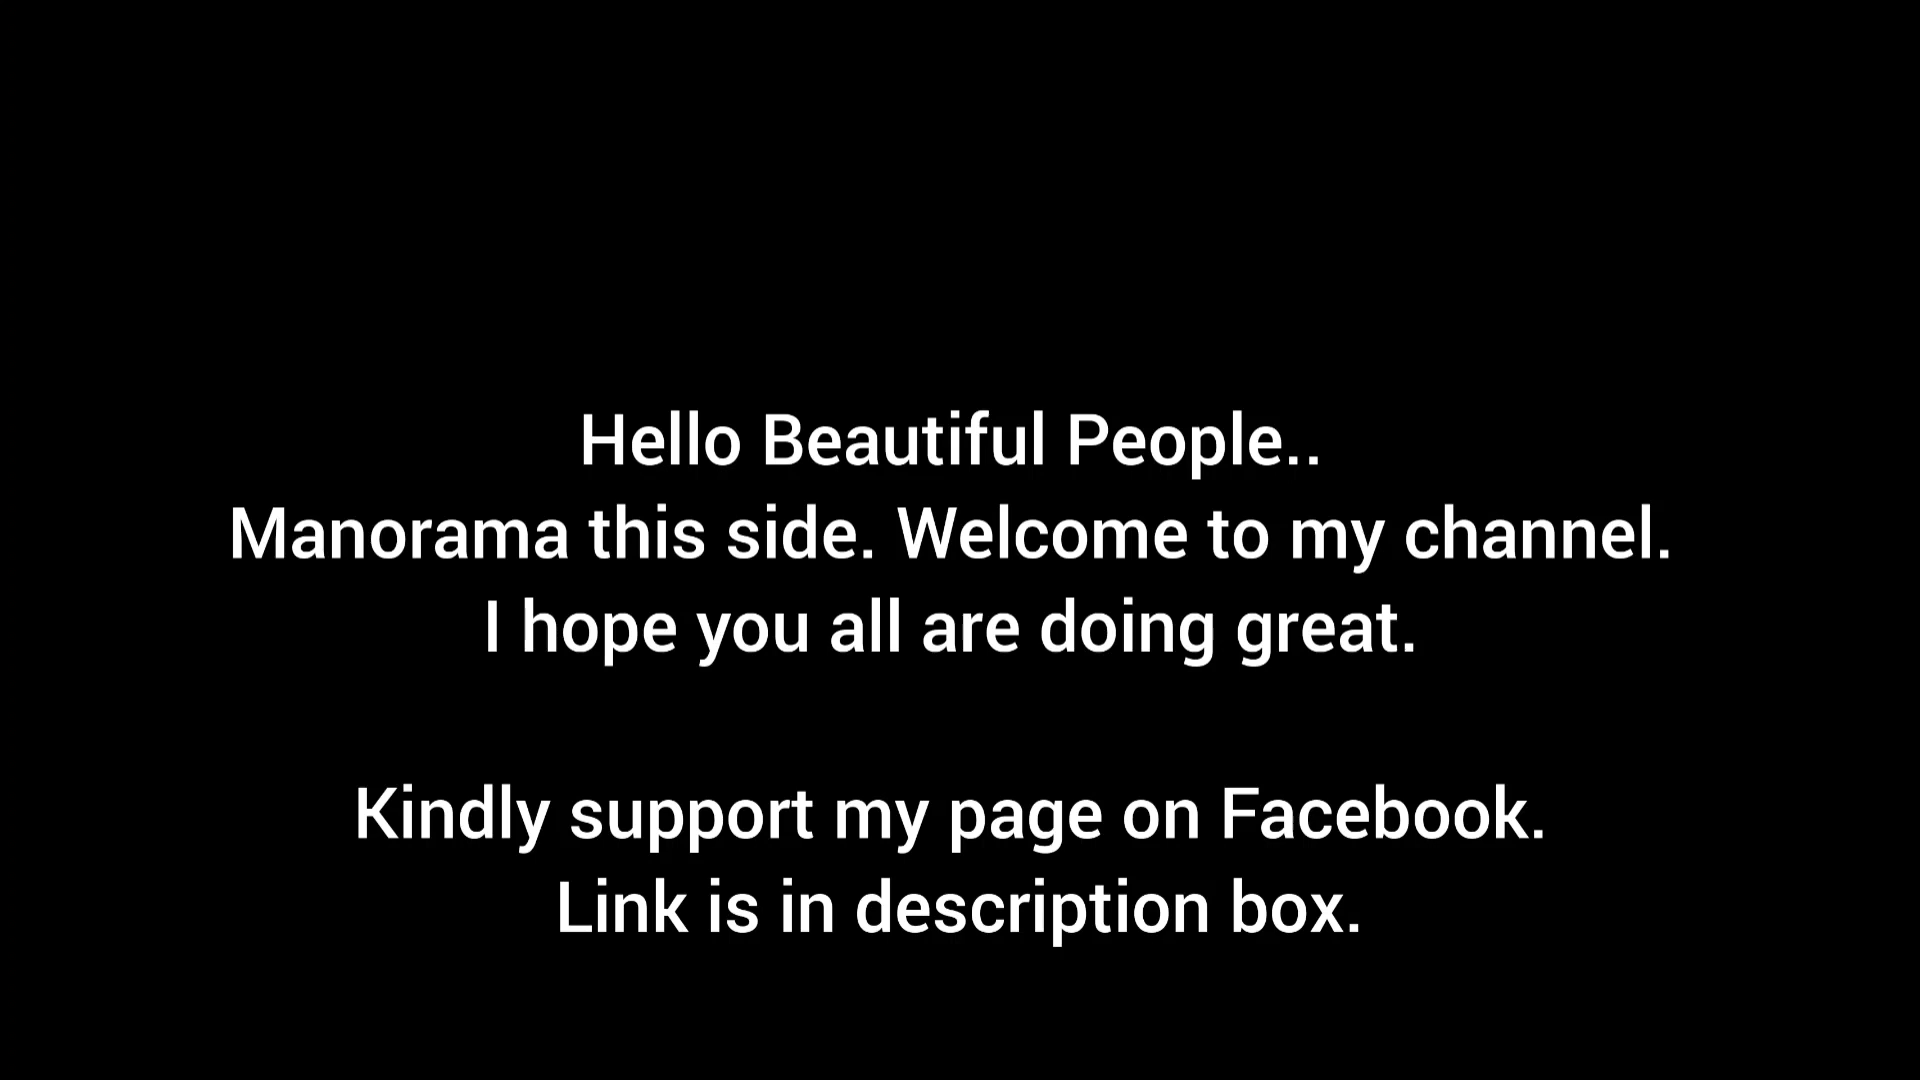 Hello Beautiful People..
Manorama this side. Welcome to my channel.
I hope you all are doing great.
Kindly support my page on Facebook.
Link is in description box.